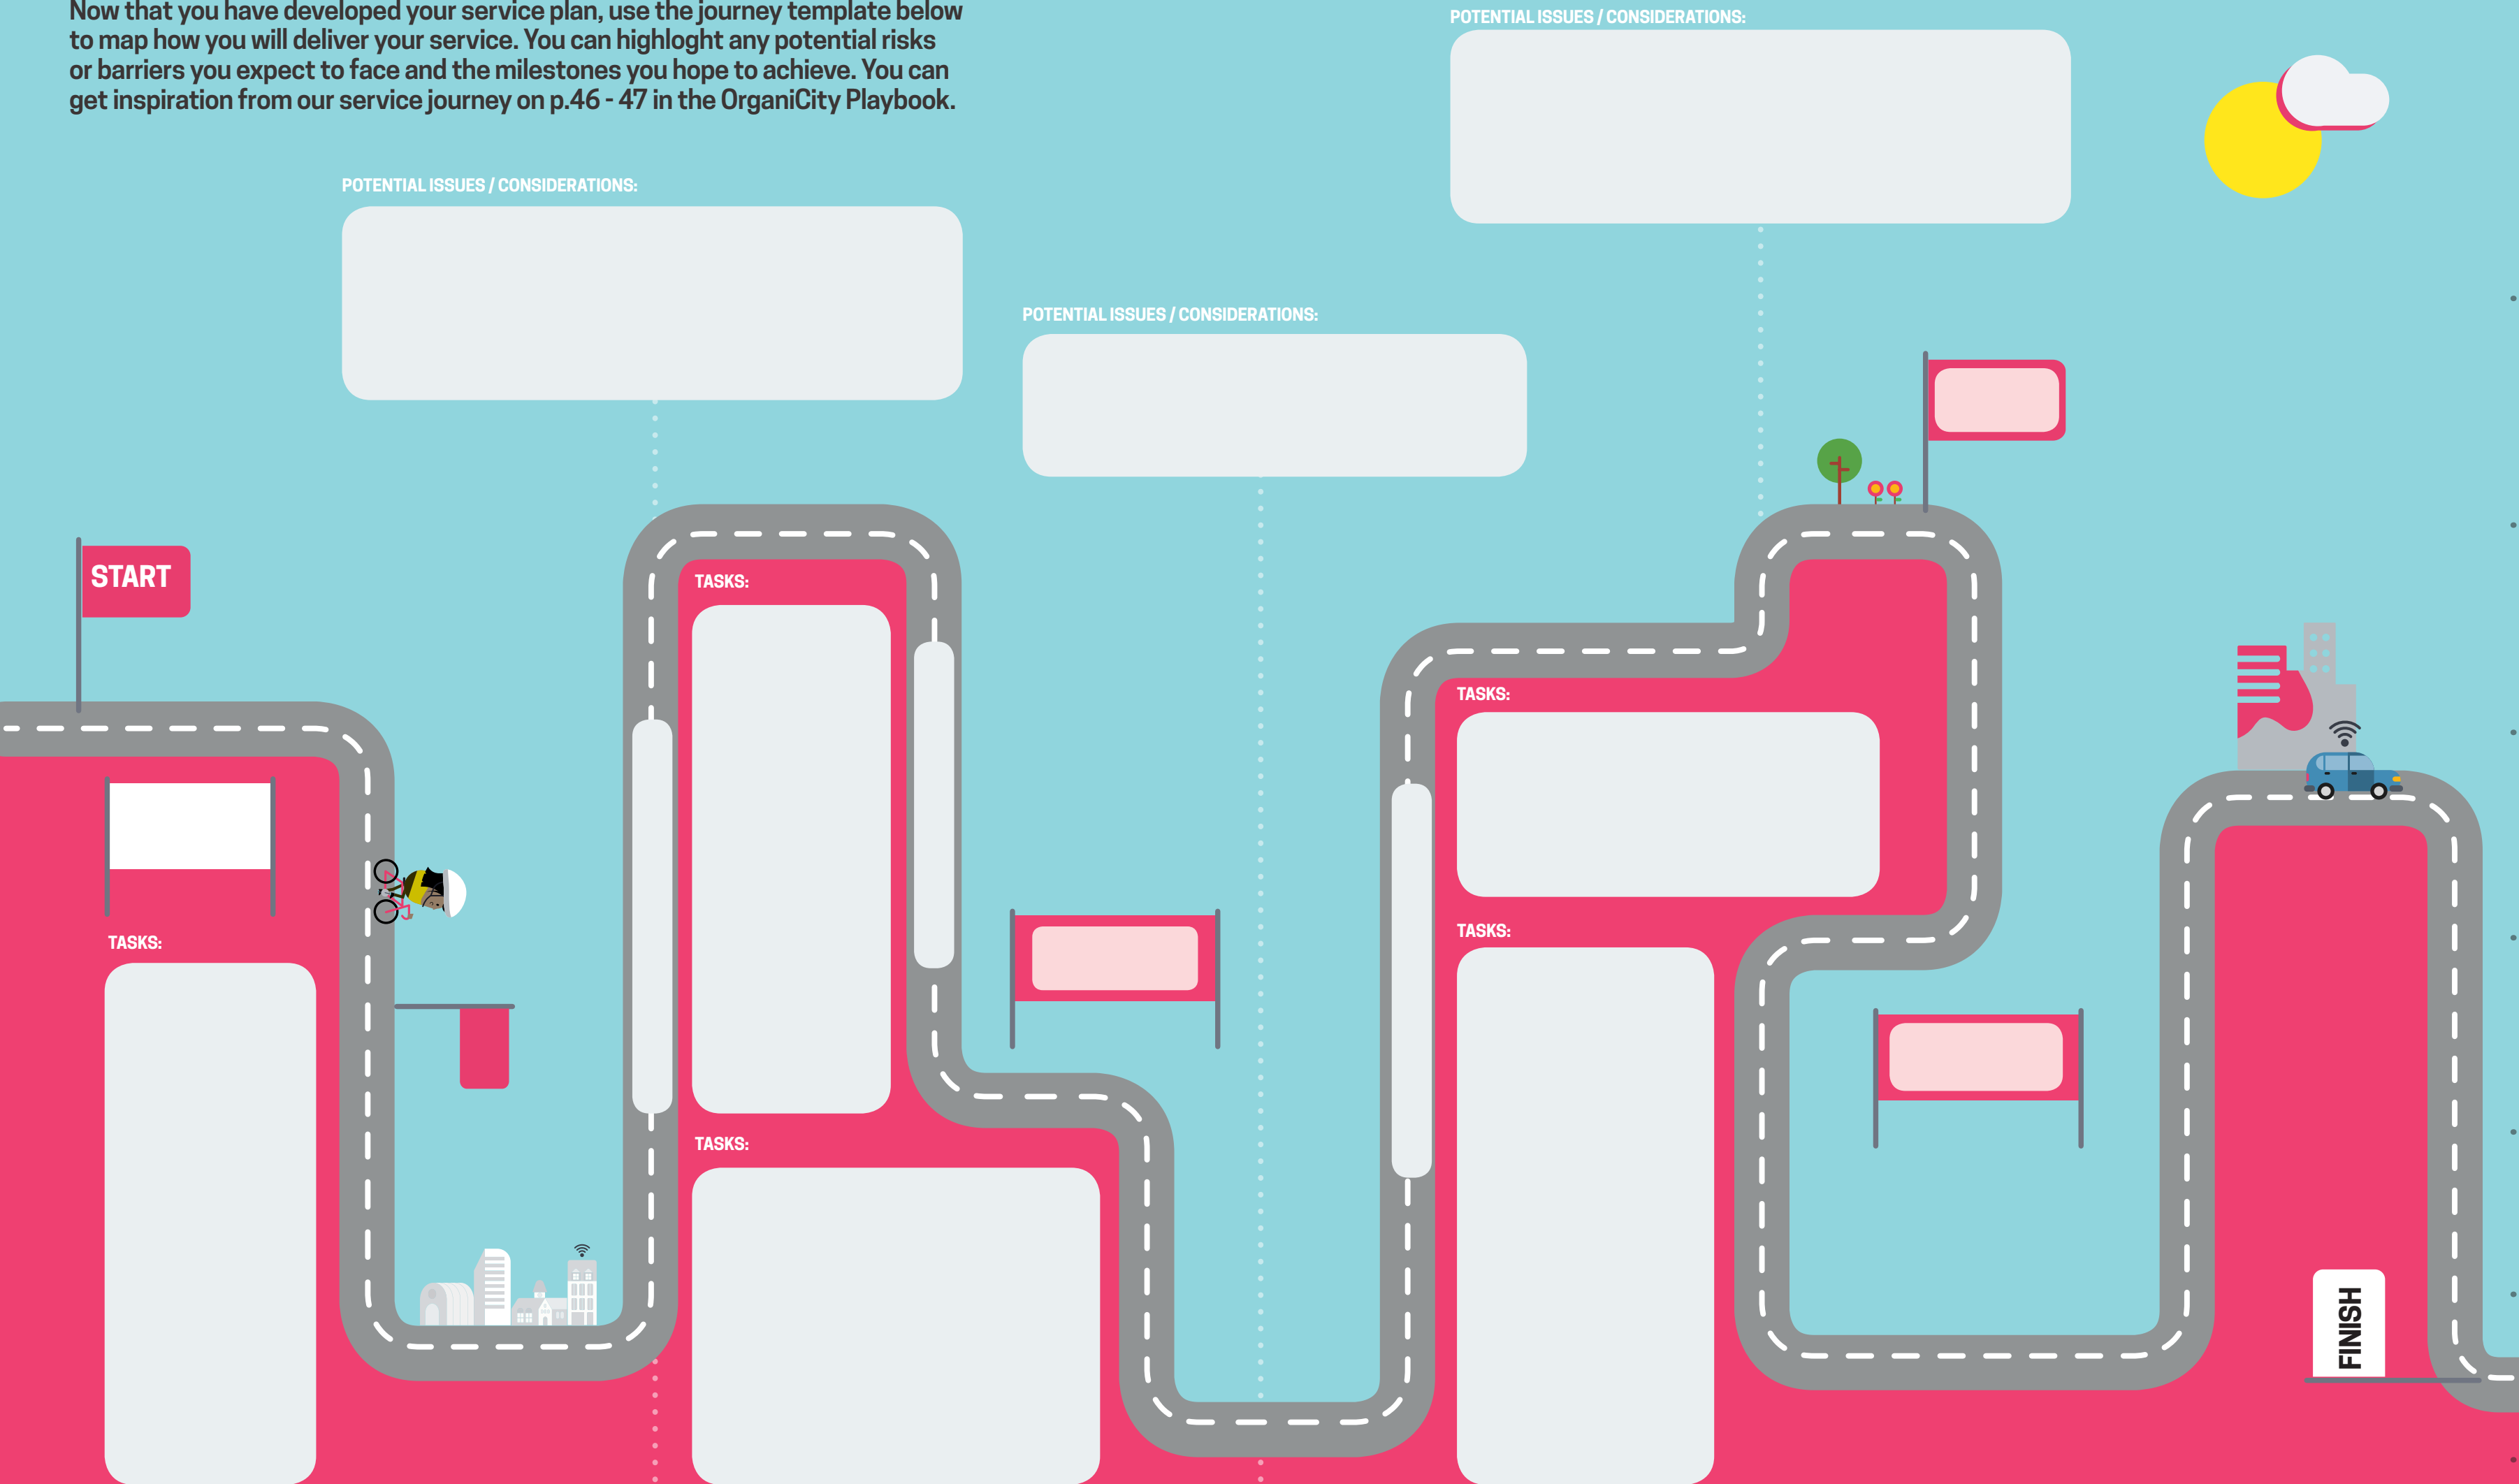 Now that you have developed your service plan, use the journey template below
to map how you will deliver your service. You can highloght any potential risks
or barriers you expect to face and the milestones you hope to achieve. You can
get inspiration from our service journey on p.46 - 47 in the OrganiCity Playbook.
POTENTIAL ISSUES / CONSIDERATIONS:
POTENTIAL ISSUES / CONSIDERATIONS:
POTENTIAL ISSUES / CONSIDERATIONS:
START
TASKS:
TASKS:
TASKS:
TASKS:
TASKS:
FINISH